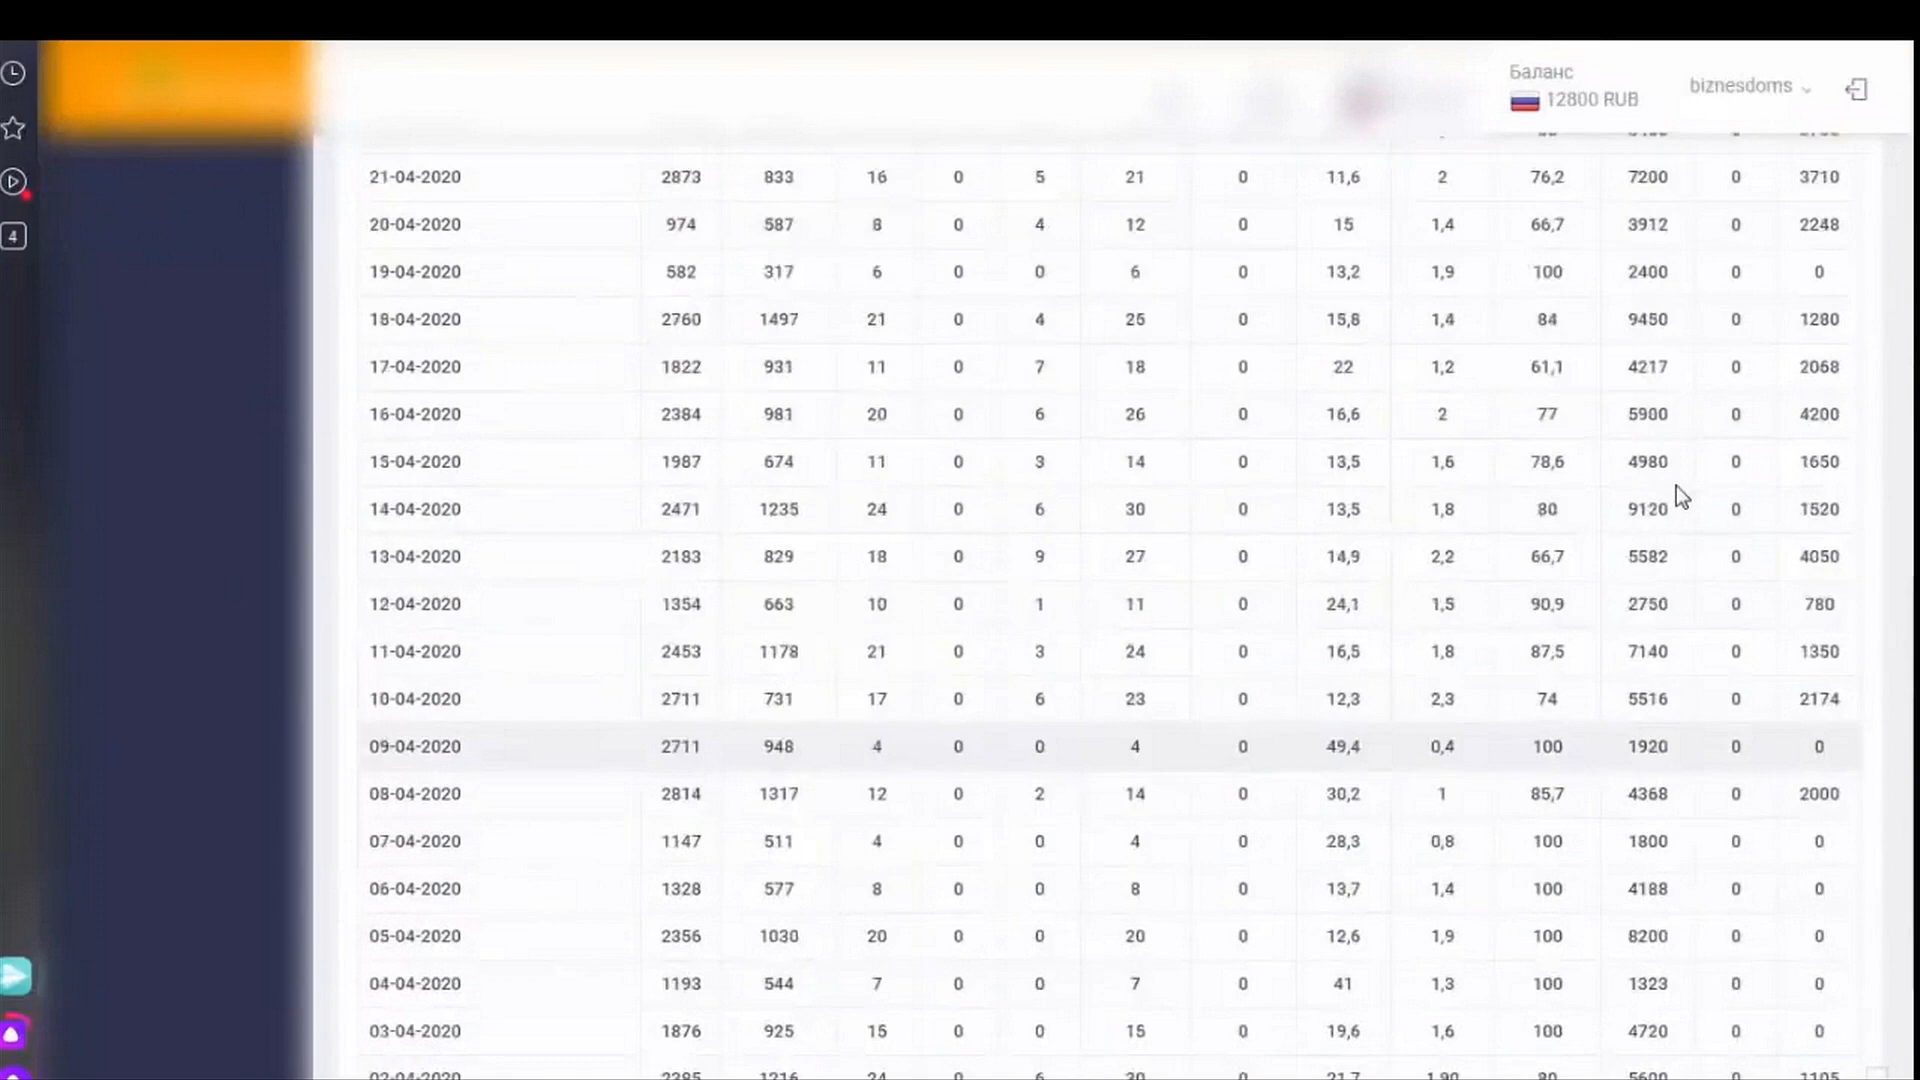 Баланс
12800 RUB
biznesdoms
4
21-04-2020 2873 833 16 0 5 21 0 11,6 2 76,2 7200 0 3710
20-04-2020 974 587 8 0 4 12 0 15 1,4 66,7 3912 0 2248
19-04-2020 582 317 6 0 0 6 0 13,2 1,9 100 2400 0 0
18-04-2020 2760 1497 21 0 4 25 0 15,8 1,4 84 9450 0 1280
17-04-2020 1822 931 11 0 7 18 0 22 1,2 61,1 4217 0 2068
16-04-2020 2384 981 20 0 6 26 0 16,6 2 77 5900 0 4200
15-04-2020 1987 674 11 0 3 14 0 13,5 1,6 78,6 4980 0 1650
14-04-2020 2471 1235 24 0 6 30 0 13,5 1,8 80 9120 0 1520
13-04-2020 2183 829 18 0 9 27 0 14,9 2,2 66,7 5582 0 4050
12-04-2020 1354 663 10 0 1 11 0 24,1 1,5 90,9 2750 0 780
11-04-2020 2453 1178 21 0 3 24 0 16,5 1,8 87,5 7140 0 1350
10-04-2020 2711 731 17 0 6 23 0 12,3 2,3 74 5516 0 2174
09-04-2020 2711 948 4 0 0 4 0 49,4 0,4 100 1920 0 0
08-04-2020 2814 1317 12 0 2 14 0 30,2 1 85,7 4368 0 2000
07-04-2020 1147 511 4 0 0 4 0 28,3 0,8 100 1800 0 0
06-04-2020 1328 577 8 0 0 8 0 13,7 1,4 100 4188 0 0
05-04-2020 2356 1030 20 0 0 20 0 12,6 1,9 100 8200 0 0
04-04-2020 1193 544 7 0 0 7 0 41 1,3 100 1323 0 0
03-04-2020 1876 925 15 0 0 15 0 19,6 1,6 100 4720 0 0